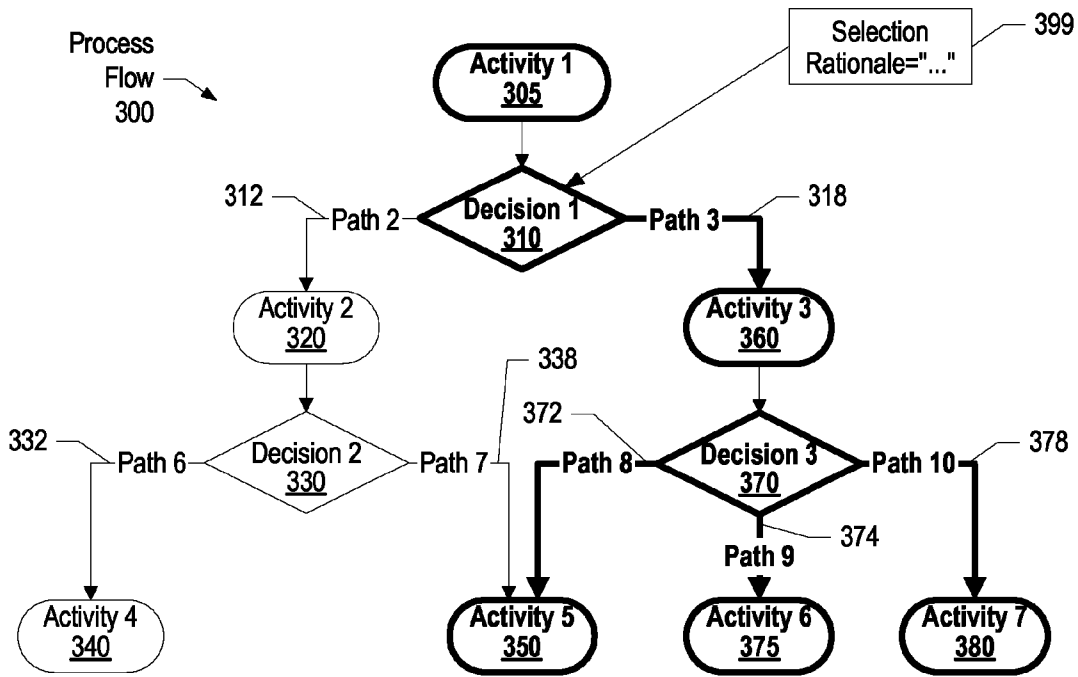 Process
Flow
300
Activity 1
305
Selection
Rationale="..."
399
312
Path 2
Decision 1
310
Path 3
318
Activity 2
320
Activity 3
360
338
332
Path 6
Decision 2
330
Path 7
372
Path 8
Decision 3
370
Path 10
378
374
Path 9
Activity 4
340
Activity 5
350
Activity 6
375
Activity 7
380